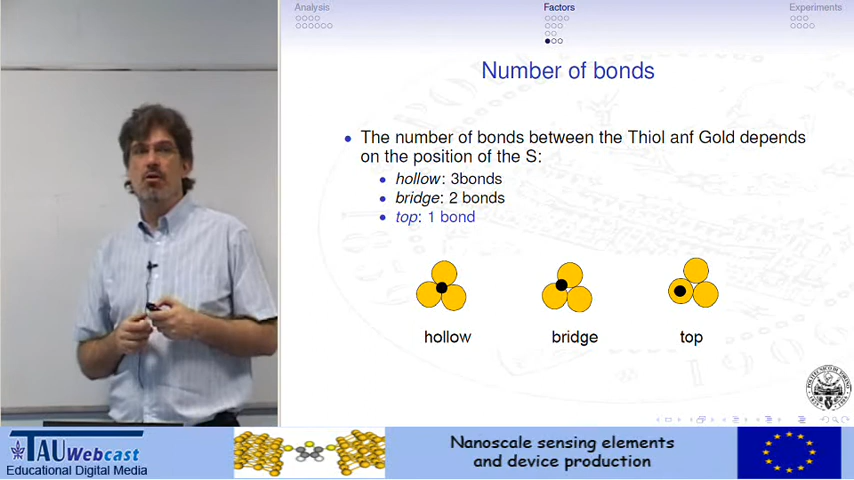 Analysis
Factors
Experiments
Number of bonds
The number of bonds between the Thiol anf Gold depends
on the position of the S:
hollow: 3bonds
bridge: 2 bonds
top: 1 bond
hollow
bridge
top
TAU Webcast
Educational Digital Media
Nanoscale sensing elements
and device production